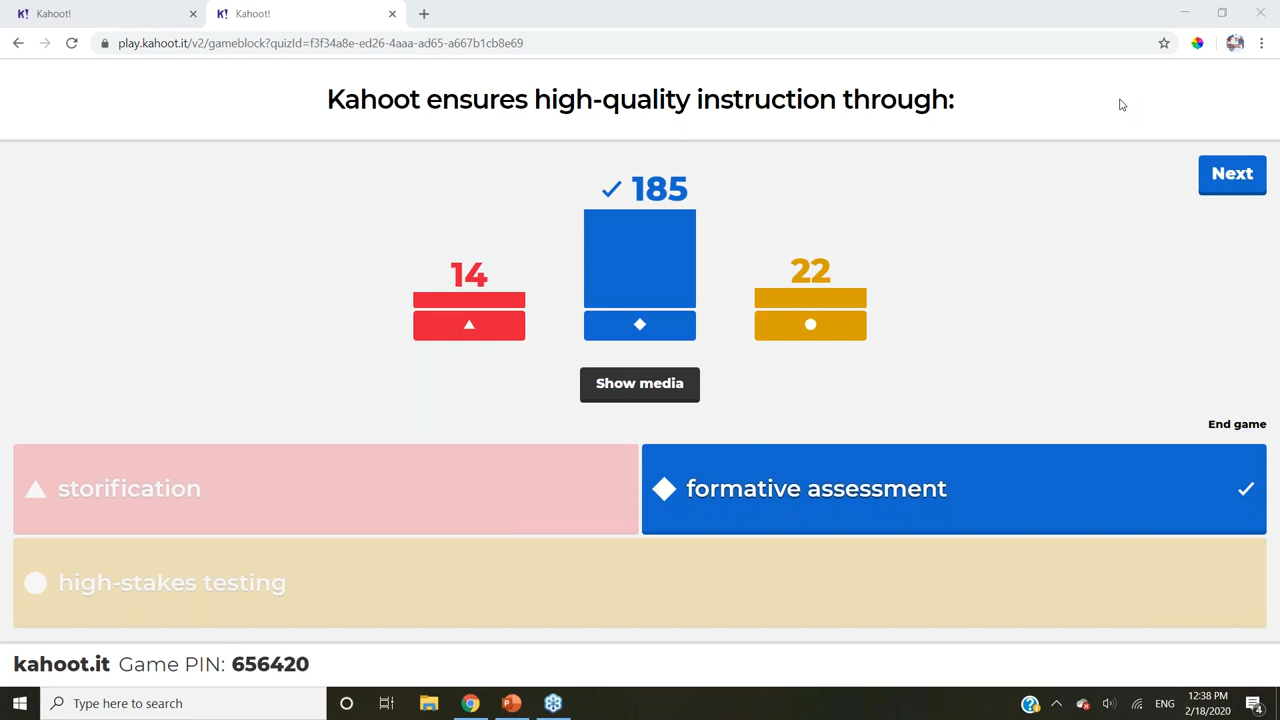 K! Kahoot!
K! Kahoot!
play.kahoot.it/v2/gameblock?quizId=f3f34a8e-ed26-4aaa-ad65-a667b1cb8e69
Kahoot ensures high-quality instruction through:
Next
185
14
22
Show media
End game
storification
formative assessment
high-stakes testing
kahoot.it Game PIN: 656420
Type here to search
ENG
12:38 PM
2/18/2020
4